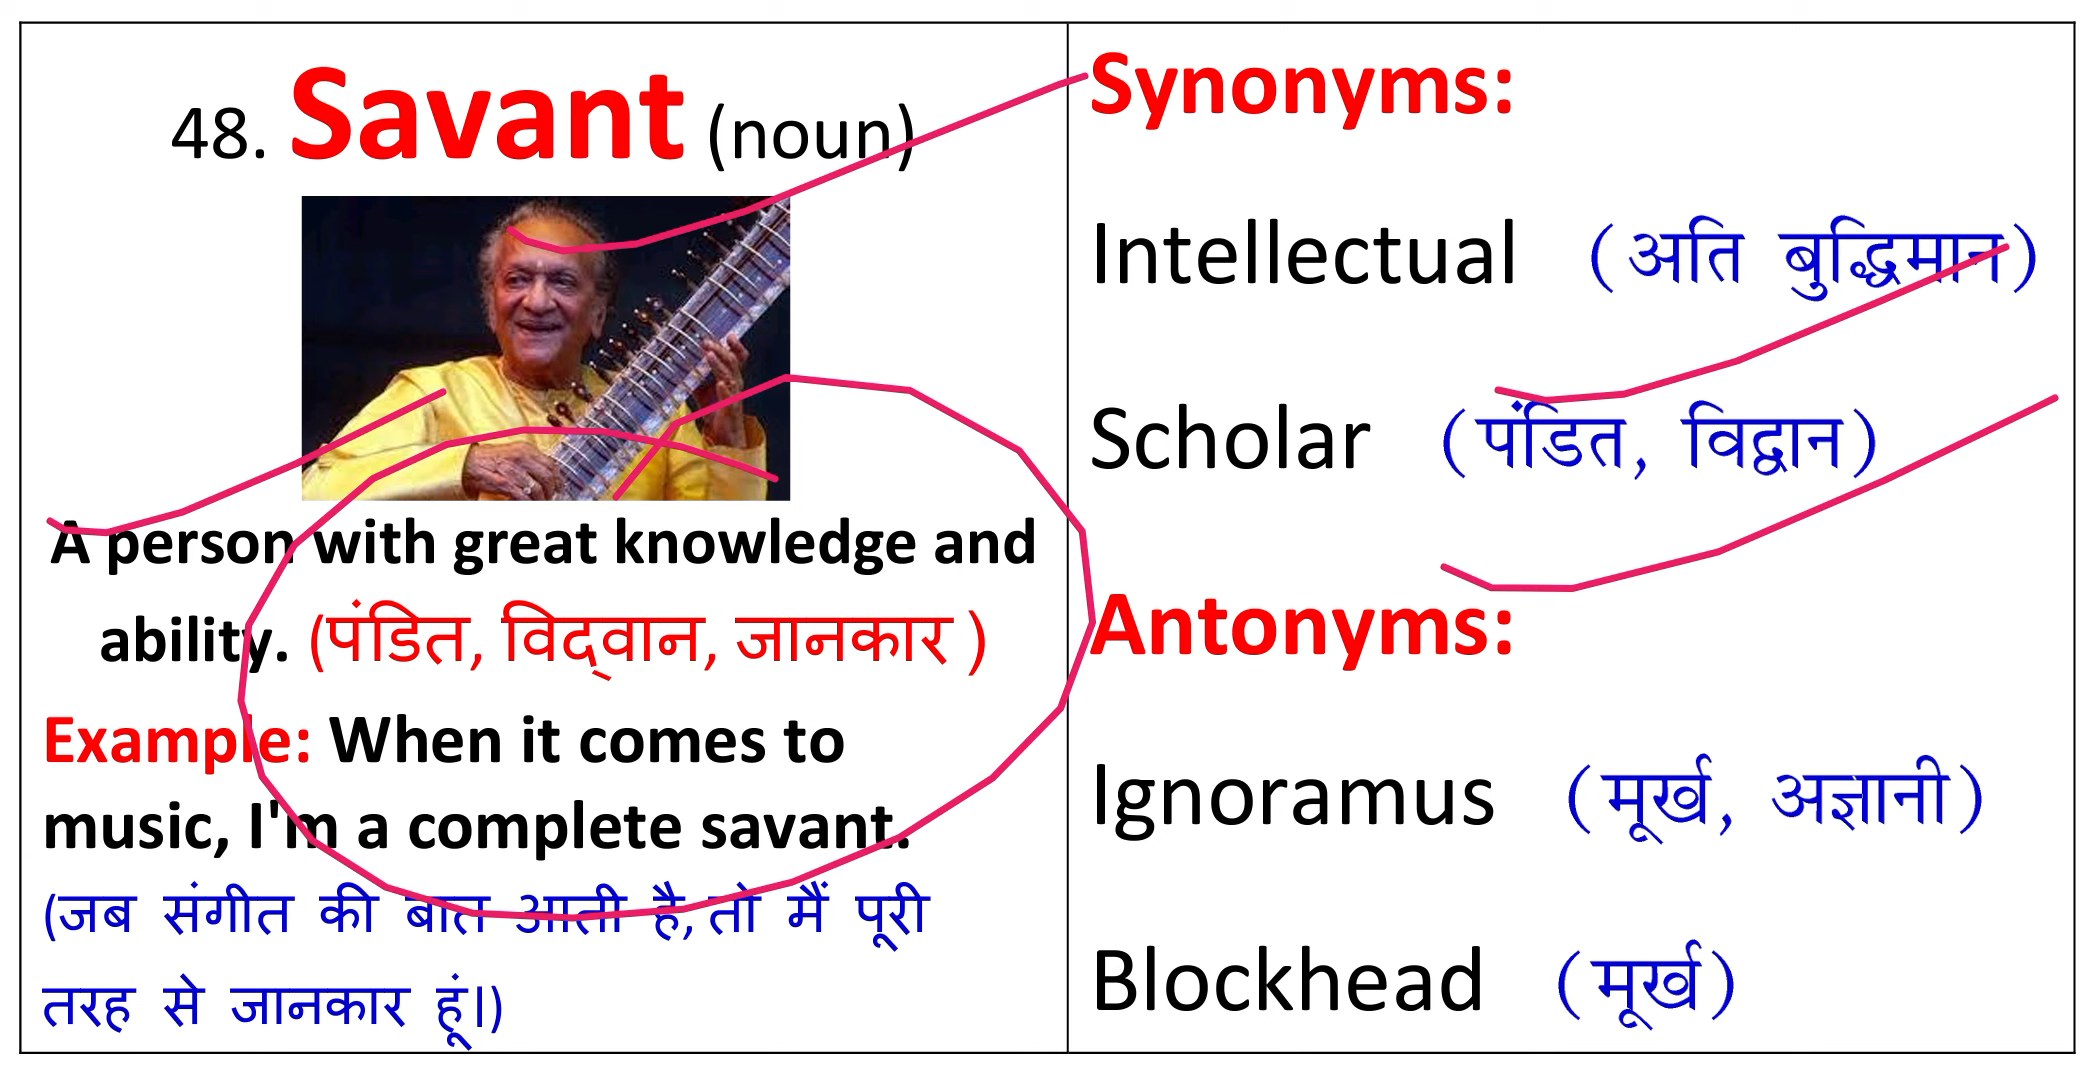 48. Savant (noun)
A person with great knowledge and
ability. (पंडित, विद्वान, जानकार )
Example: When it comes to
music, I'm a complete savant.
(जब संगीत की बात आती है, तो मैं पूरी
तरह से जानकार हूं।)
Synonyms:
Intellectual (अति बुद्धिमान)
Scholar (पंडित, विद्वान)
Antonyms:
Ignoramus (मूर्ख, अज्ञानी)
Blockhead (मूर्ख)